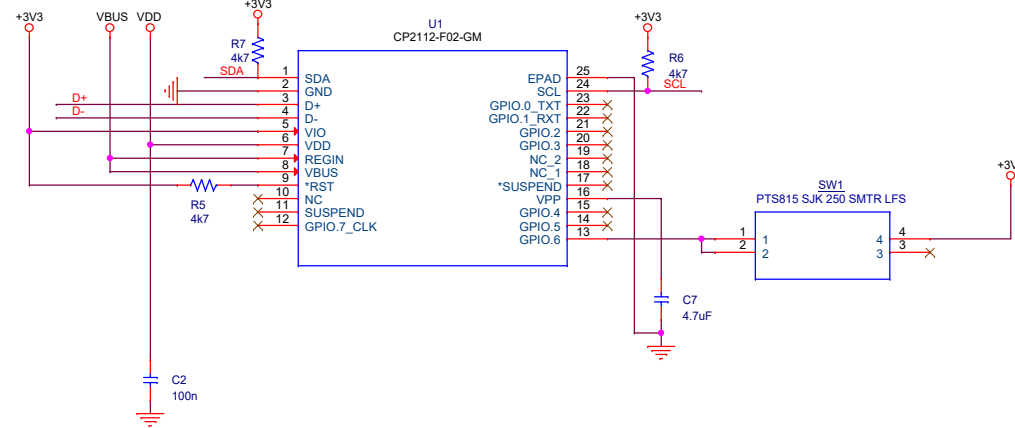 +3V3
VBUS VDD
+3V3
R7
4k7
SDA
D+
D-
R5
4k7
C2
100n
U1
CP2112-F02-GM
1 SDA
2 GND
3 D+
4 D-
5 VIO
6 VDD
7 REGIN
8 VBUS
9 *RST
10 NC
11 SUSPEND
12 GPIO.7_CLK
EPAD 25
SCL 24
GPIO.0_TXT 23
GPIO.1_RXT 22
GPIO.2 21
GPIO.3 20
NC_2 19
NC_1 18
*SUSPEND 17
VPP 16
GPIO.4 15
GPIO.5 14
GPIO.6 13
+3V3
R6
4k7
SCL
C7
4.7uF
SW1
PTS815 SJK 250 SMTR LFS
1 1
2 2
4 4
3 3